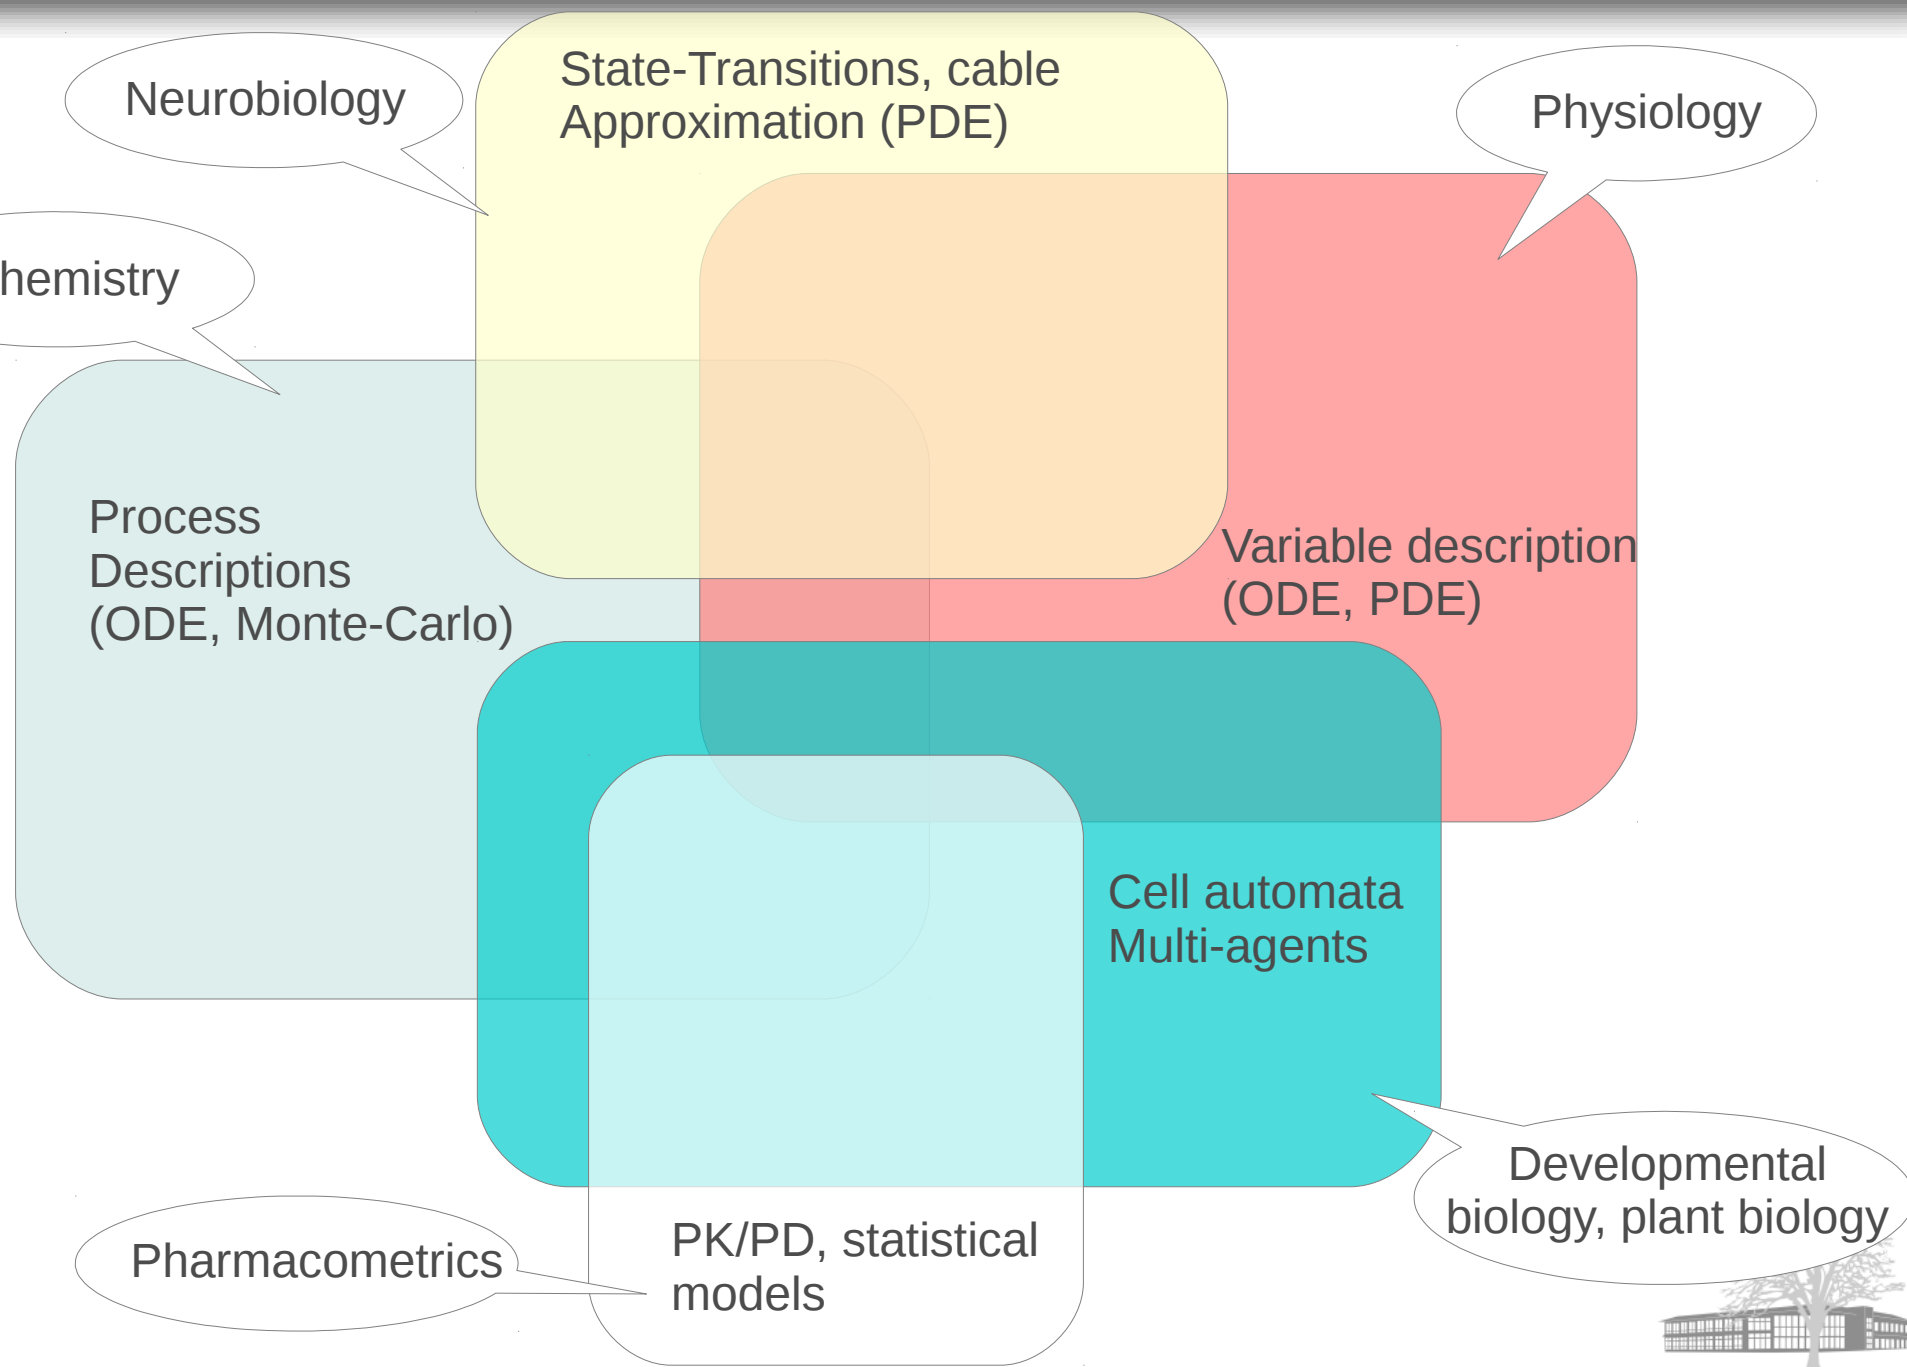 State-Transitions, cable
Approximation (PDE)
Neurobiology
Physiology
hemistry
Process
Descriptions
(ODE, Monte-Carlo)
Variable description
(ODE, PDE)
Cell automata
Multi-agents
Developmental
biology, plant biology
Pharmacometrics
PK/PD, statistical
models